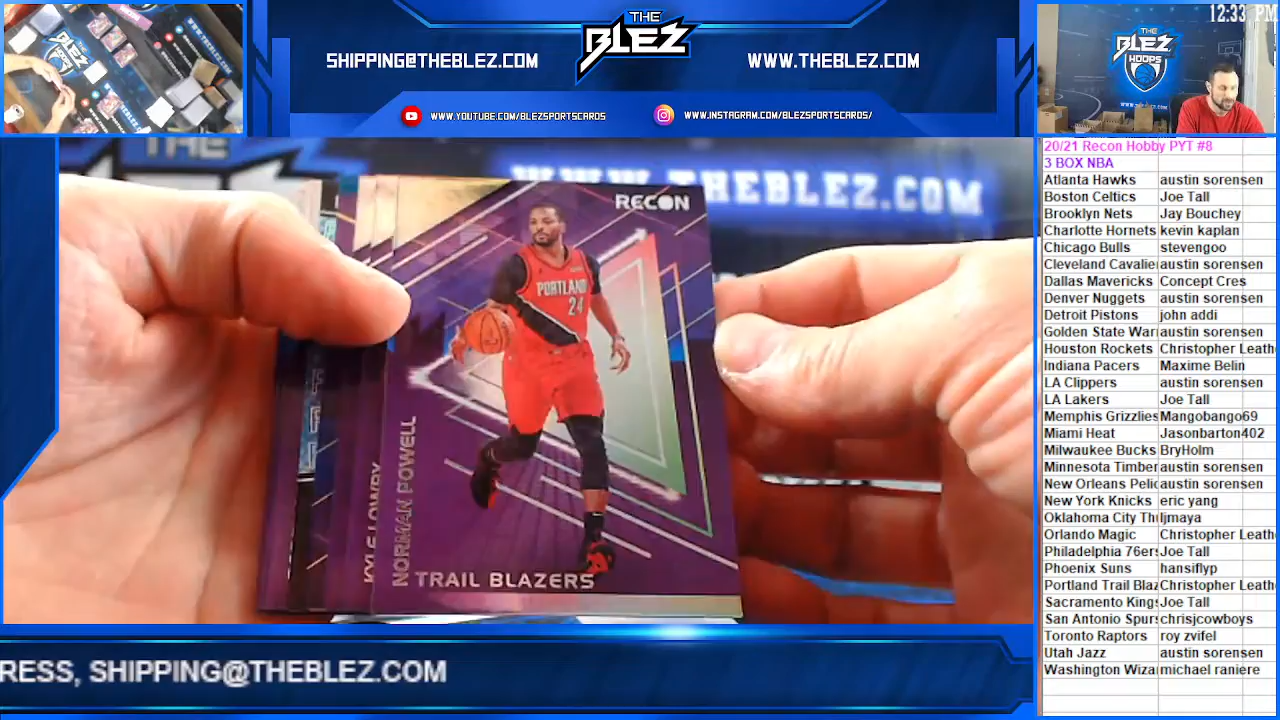 12:33 PM
THE
BLEZ
SHIPPING@THEBLEZ.COM
WWW.THEBLEZ.COM
WWW.YOUTUBE.COM/BLEZSPORTSCARDS
WWW.INSTAGRAM.COM/BLEZSPORTSCARDS/
THE
BLEZ
HOOPS
THE
BLEZ
THE
WWW.THEBLEZ.COM
RECON
PORTLAND
24
KYLE LOWRY
NORMAN POWELL
TRAIL BLAZERS
20/21 Recon Hobby PYT #8
3 BOX NBA
Atlanta Hawks austin sorensen
Boston Celtics Joe Tall
Brooklyn Nets Jay Bouchey
Charlotte Hornets kevin kaplan
Chicago Bulls stevengoo
Cleveland Cavalie austin sorensen
Dallas Mavericks Concept Cres
Denver Nuggets austin sorensen
Detroit Pistons john addi
Golden State War austin sorensen
Houston Rockets Christopher Leath
Indiana Pacers Maxime Belin
LA Clippers austin sorensen
LA Lakers Joe Tall
Memphis Grizzlies Mangobango69
Miami Heat Jasonbarton402
Milwaukee Bucks BryHolm
Minnesota Timber austin sorensen
New Orleans Pelic austin sorensen
New York Knicks eric yang
Oklahoma City Thu ljmaya
Orlando Magic Christopher Leath
Philadelphia 76ers Joe Tall
Phoenix Suns hansiflyp
Portland Trail Blaz Christopher Leath
Sacramento Kings Joe Tall
San Antonio Spurs chrisjcowboys
Toronto Raptors roy zvifel
Utah Jazz austin sorensen
Washington Wiza michael raniere
RESS, SHIPPING@THEBLEZ.COM